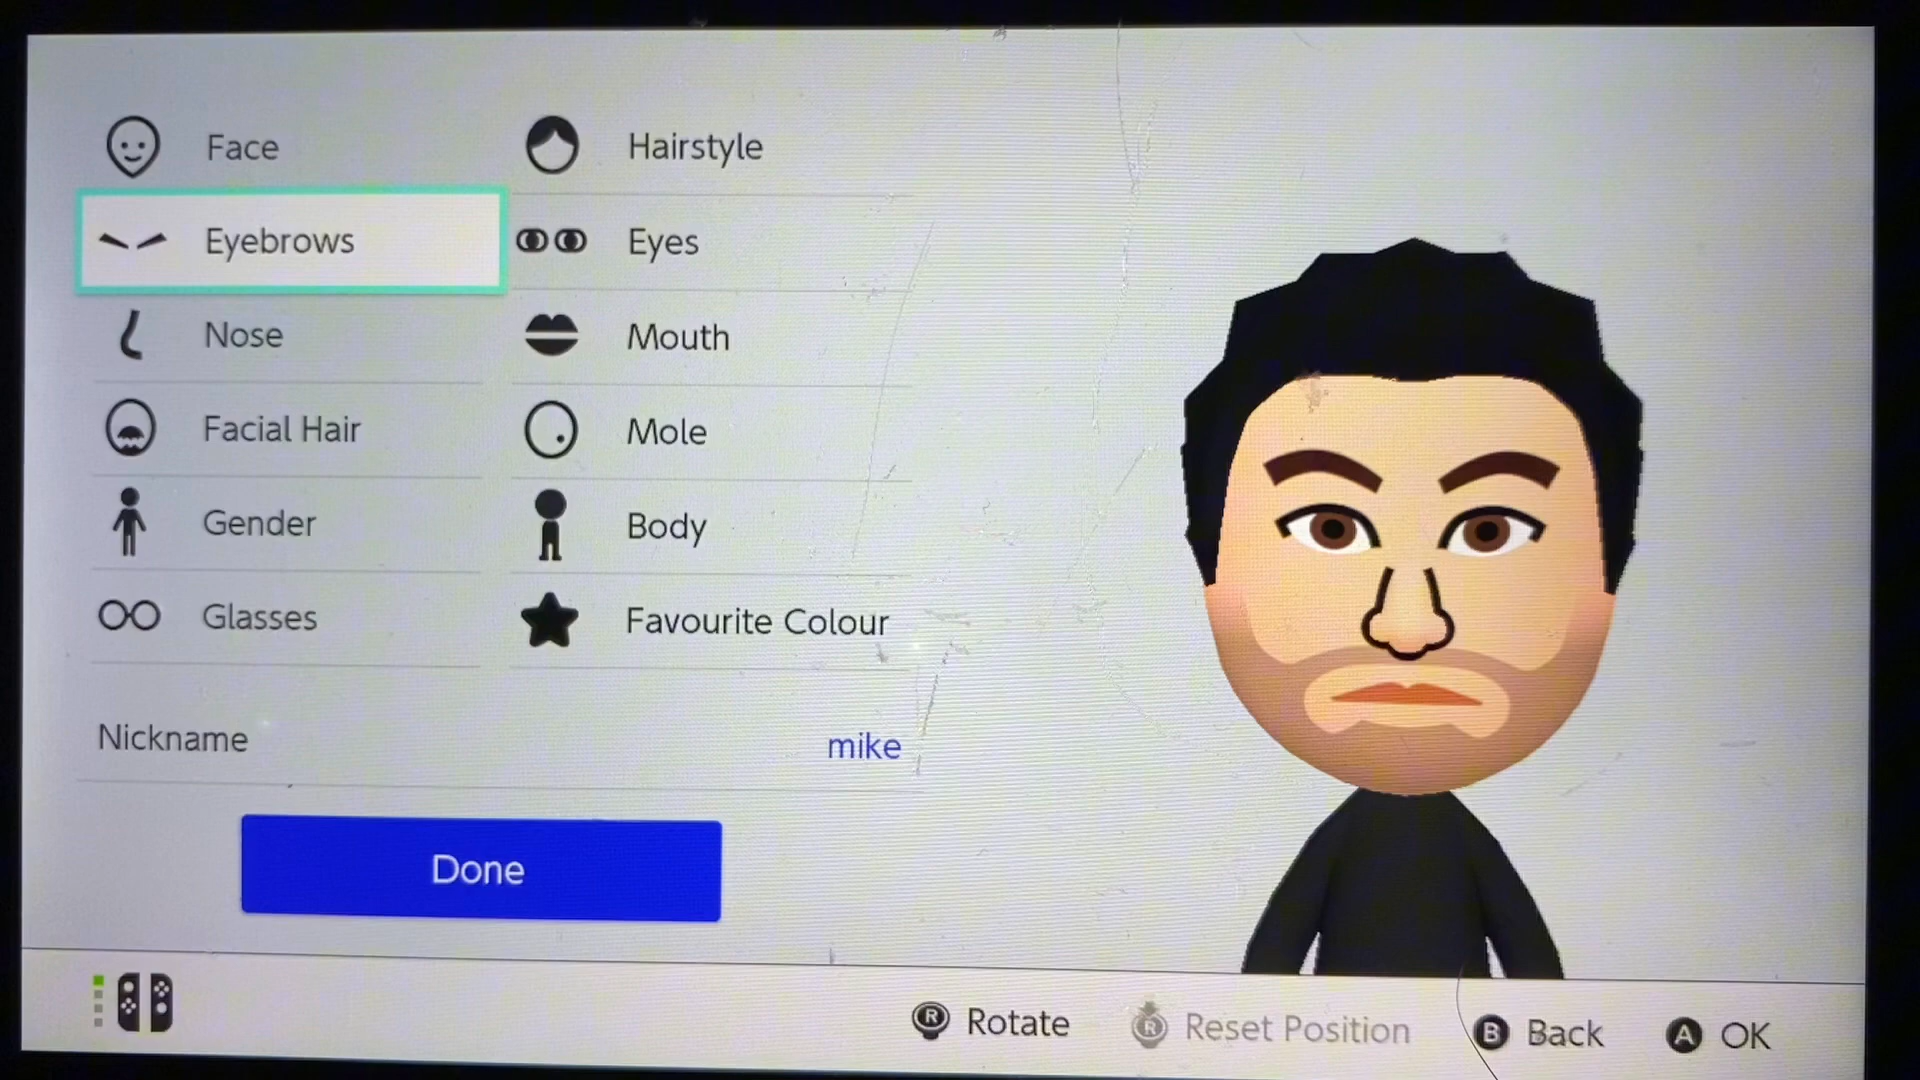 Face
Hairstyle
Eyebrows
Eyes
Nose
Mouth
Facial Hair
Mole
Gender
Body
Glasses
Favourite Colour
Nickname
mike
Done
R Rotate
R Reset Position
B Back
A OK